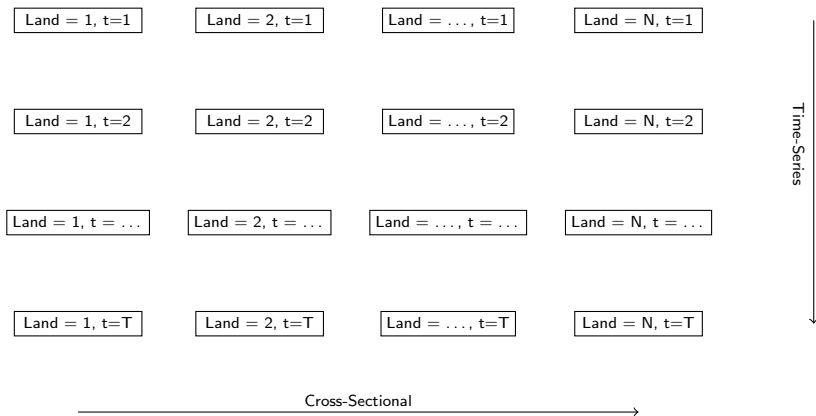 Land = 1, t=1
Land = 2, t=1
Land = ..., t=1
Land = N, t=1
Land = 1, t=2
Land = 2, t=2
Land = ..., t=2
Land = N, t=2
Time-Series
Land = 1, t = ...
Land = 2, t = ...
Land = ..., t = ...
Land = N, t = ...
Land = 1, t=T
Land = 2, t=T
Land = ..., t=T
Land = N, t=T
Cross-Sectional